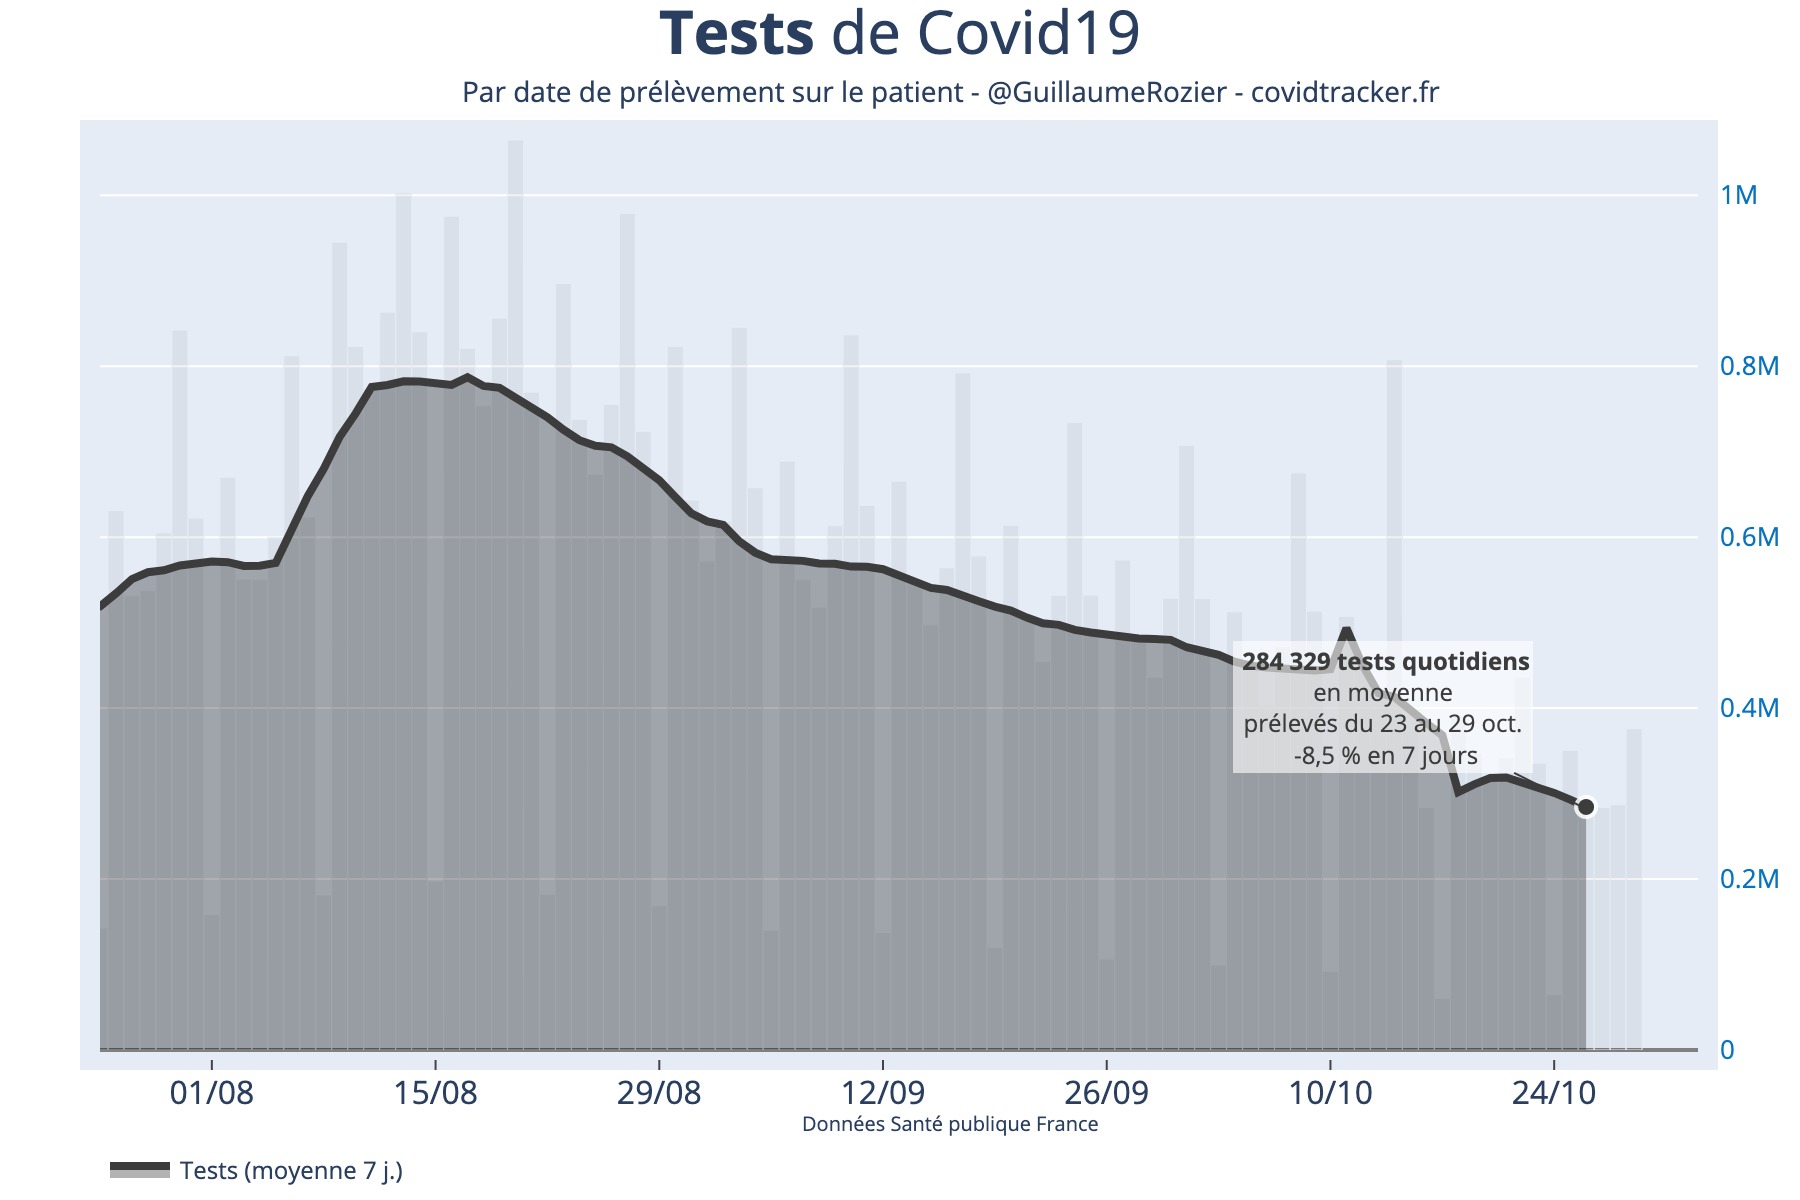 Tests de Covid19
Par date de prélèvement sur le patient - @GuillaumeRozier - covidtracker.fr
1M
0.8M
0.6M
284 329 tests quotidiens
en moyenne
prélevés du 23 au 29 oct.
-8,5 % en 7 jours
0.4M
0.2M
0
01/08 15/08 29/08 12/09 26/09 10/10 24/10
Données Santé publique France
Tests (moyenne 7 j.)